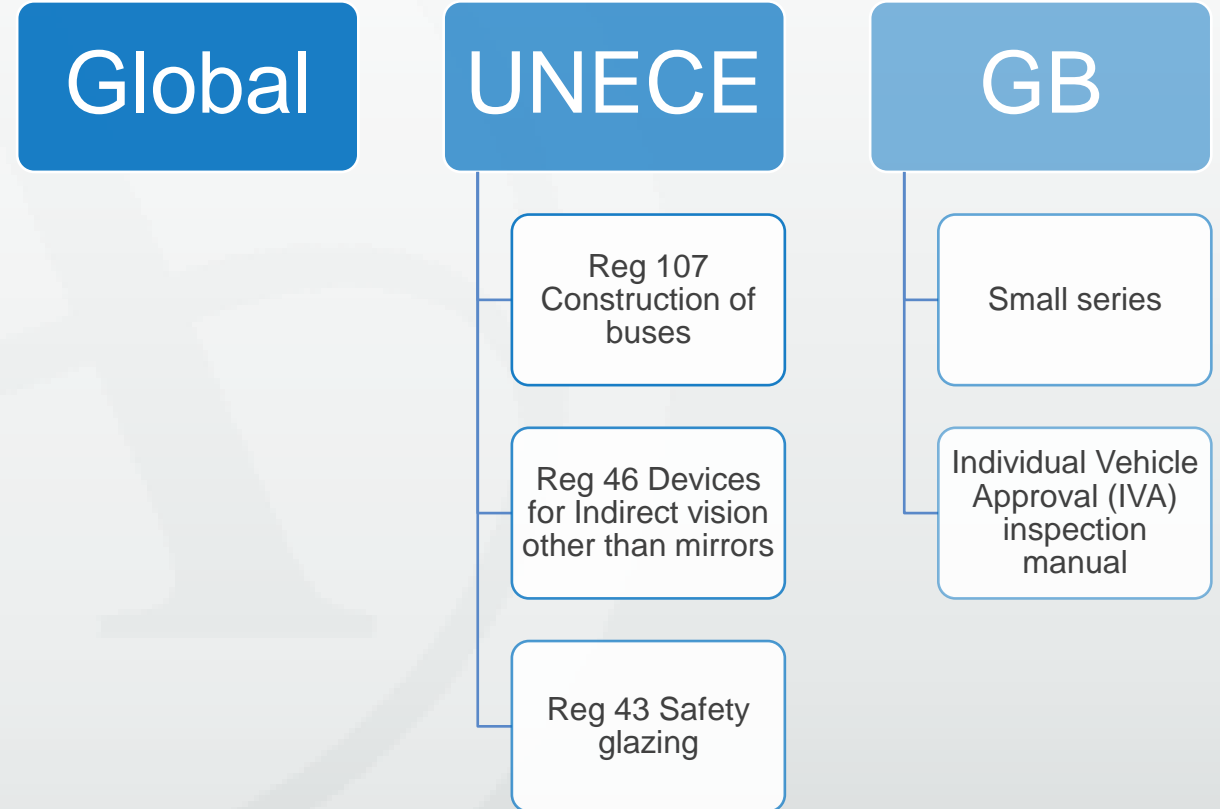 Global
UNECE
GB
Reg 107
Construction of
buses
Reg 46 Devices
for Indirect vision
other than mirrors
Reg 43 Safety
glazing
Small series
Individual Vehicle
Approval (IVA)
inspection
manual